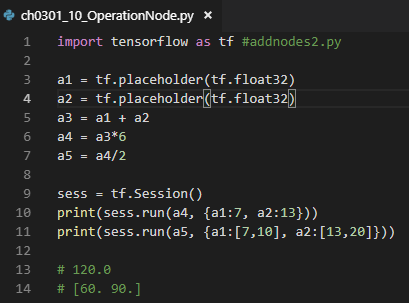 ch0301_10_OperationNode.py ×
1 import tensorflow as tf #addnodes2.py
2
3 a1 = tf.placeholder(tf.float32)
4 a2 = tf.placeholder(tf.float32)
5 a3 = a1 + a2
6 a4 = a3*6
7 a5 = a4/2
8
9 sess = tf.Session()
10 print(sess.run(a4, {a1:7, a2:13}))
11 print(sess.run(a5, {a1:[7,10], a2:[13,20]}))
12
13 # 120.0
14 # [60. 90.]